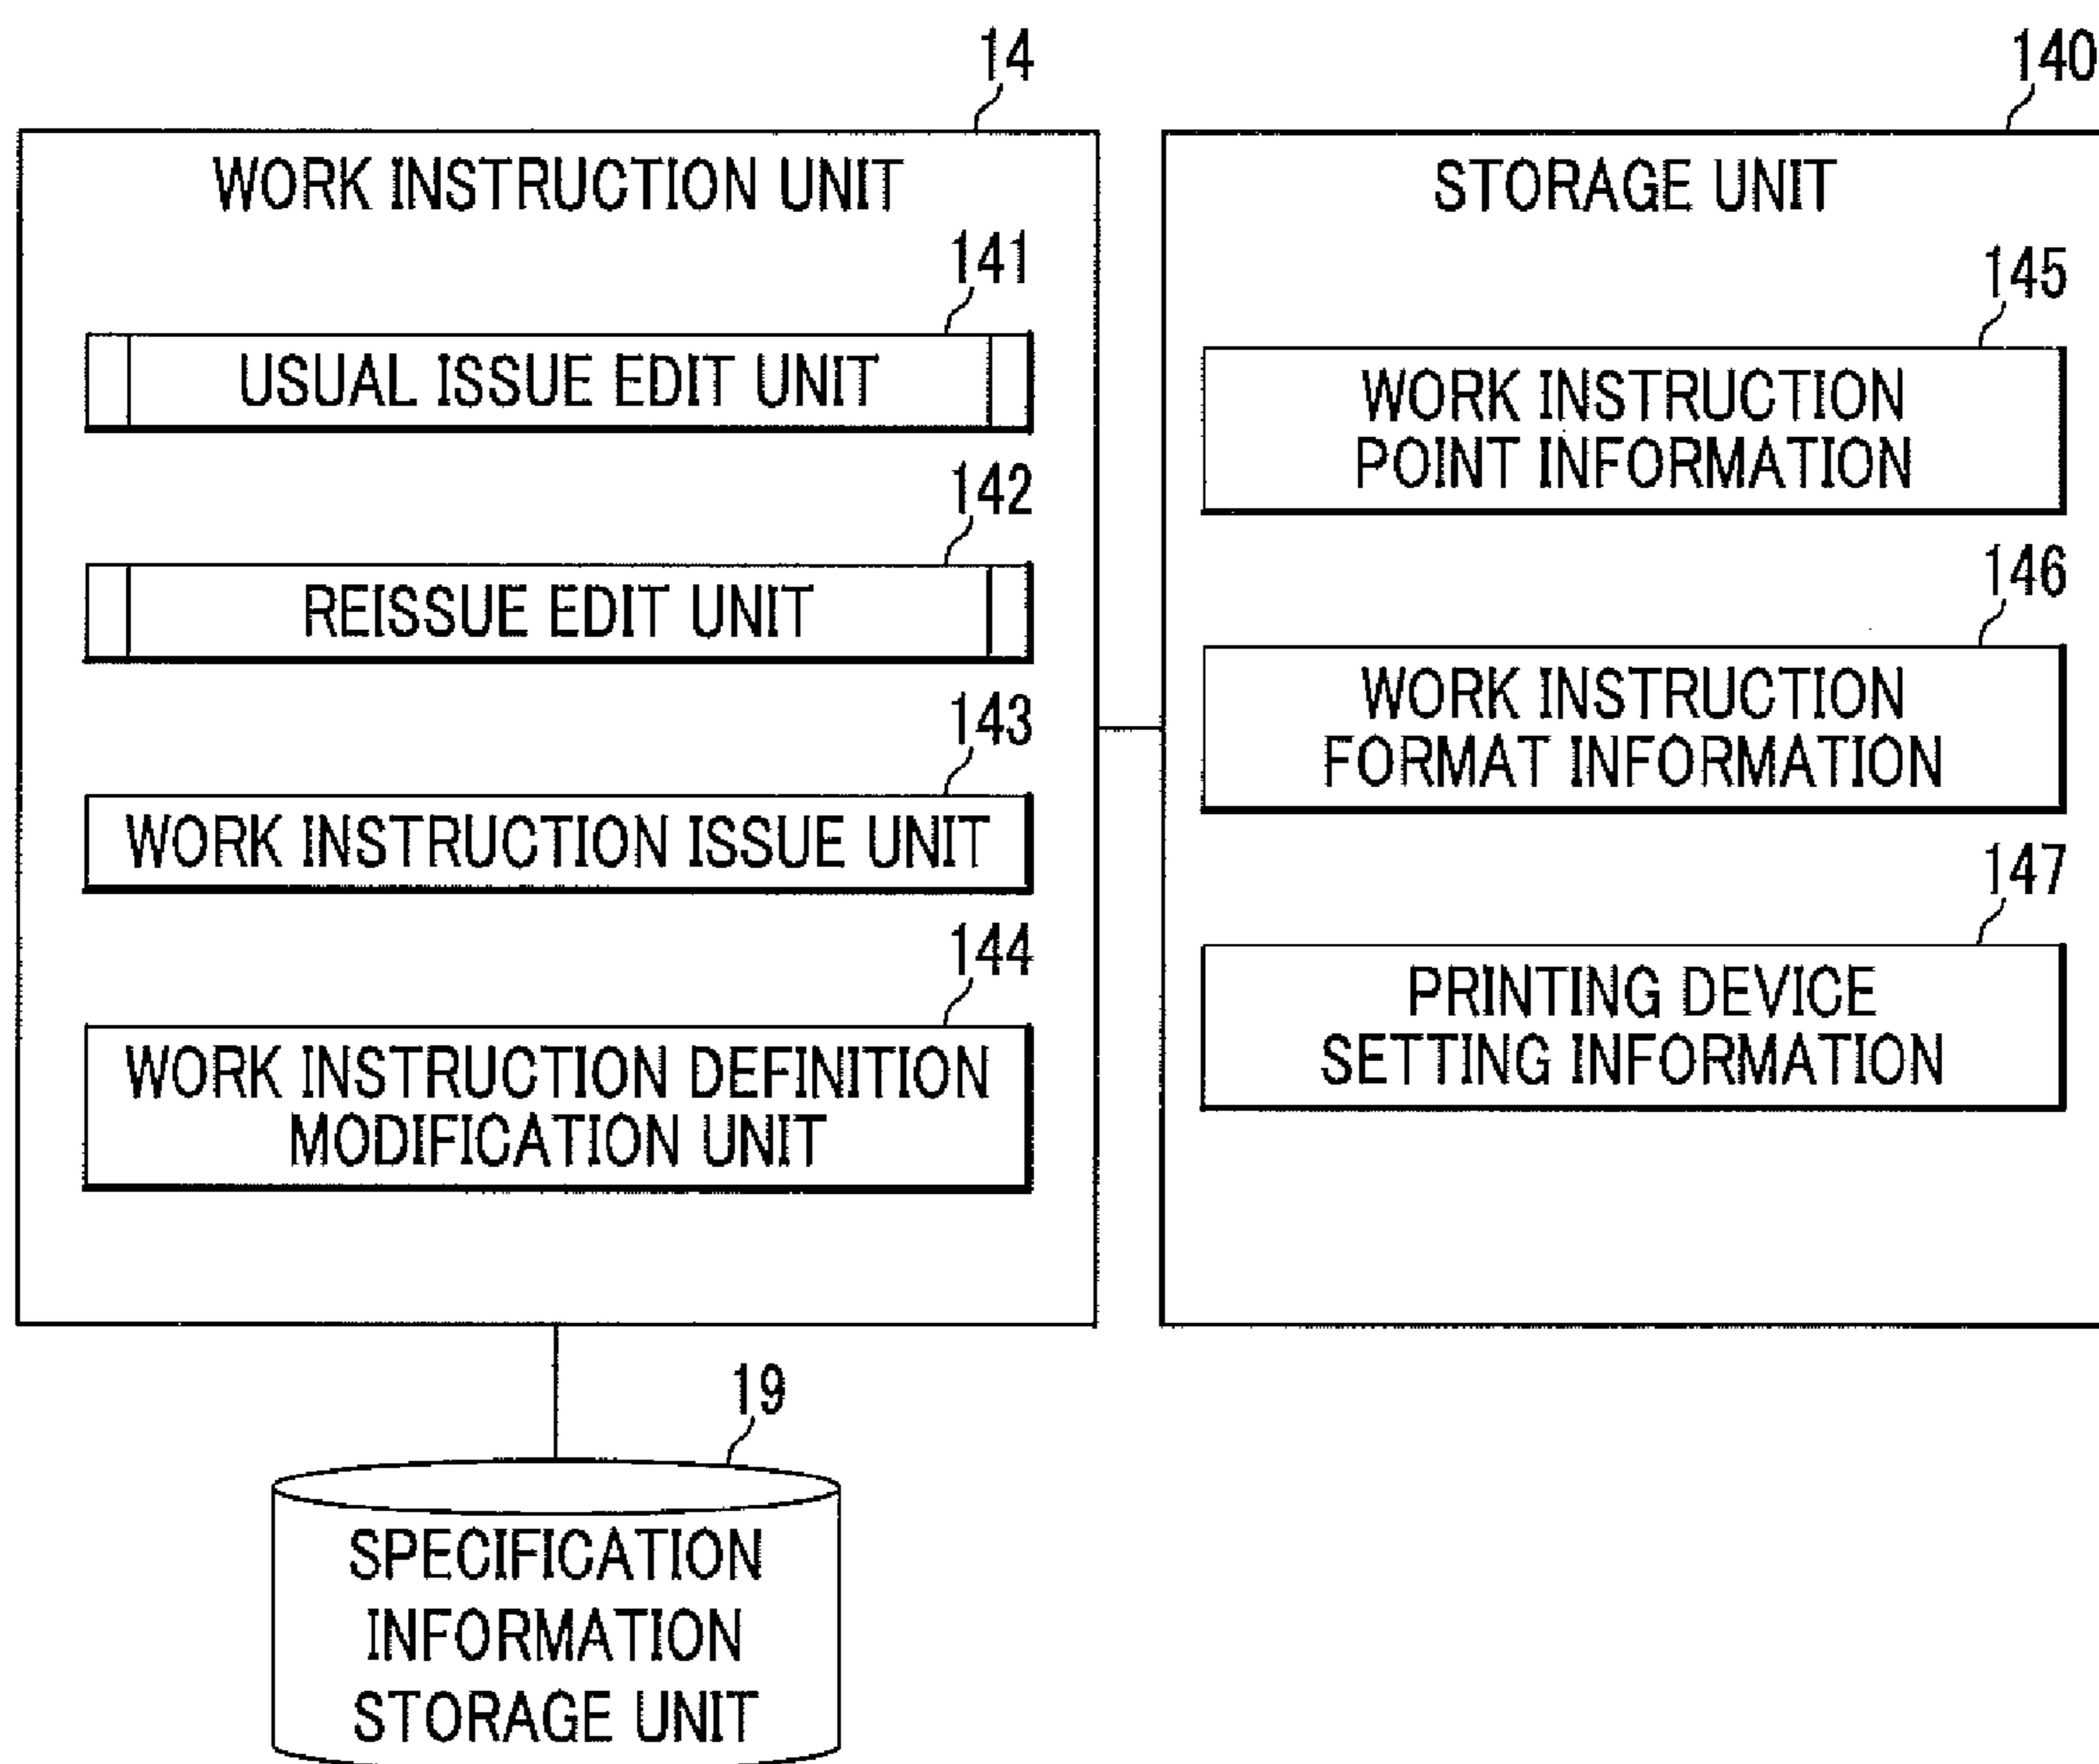 14
WORK INSTRUCTION UNIT
141
USUAL ISSUE EDIT UNIT
142
REISSUE EDIT UNIT
143
WORK INSTRUCTION ISSUE UNIT
144
WORK INSTRUCTION DEFINITION
MODIFICATION UNIT
140
STORAGE UNIT
145
WORK INSTRUCTION
POINT INFORMATION
146
WORK INSTRUCTION
FORMAT INFORMATION
147
PRINTING DEVICE
SETTING INFORMATION
19
SPECIFICATION
INFORMATION
STORAGE UNIT